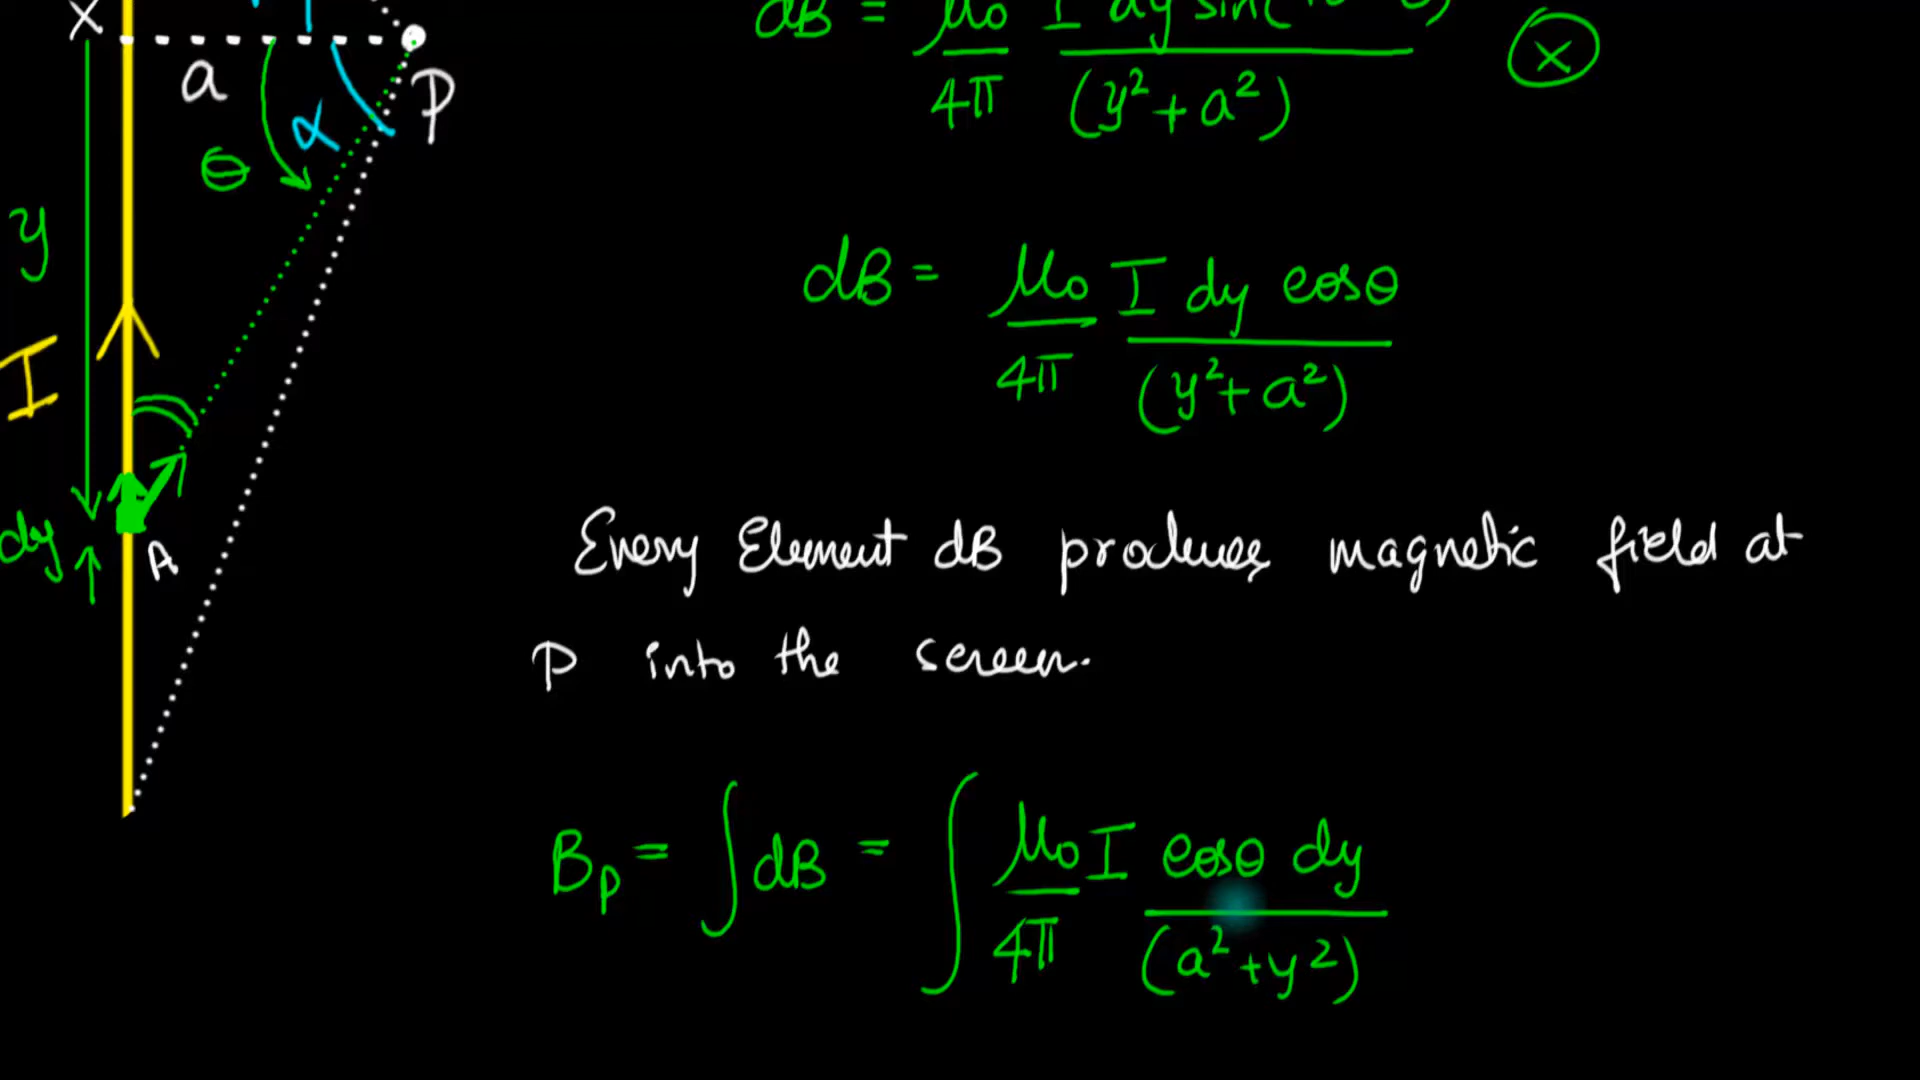 X
a
P
α
θ
y
I
dy
A
dB = μ₀/4π I dy sin( / (y²+a²) ⓧ
dB = μ₀/4π I dy cosθ / (y²+a²)
Every Element dB produces magnetic field at
P into the screen.
B_P = ∫dB = ∫ μ₀/4π I cosθ dy / (a²+y²)